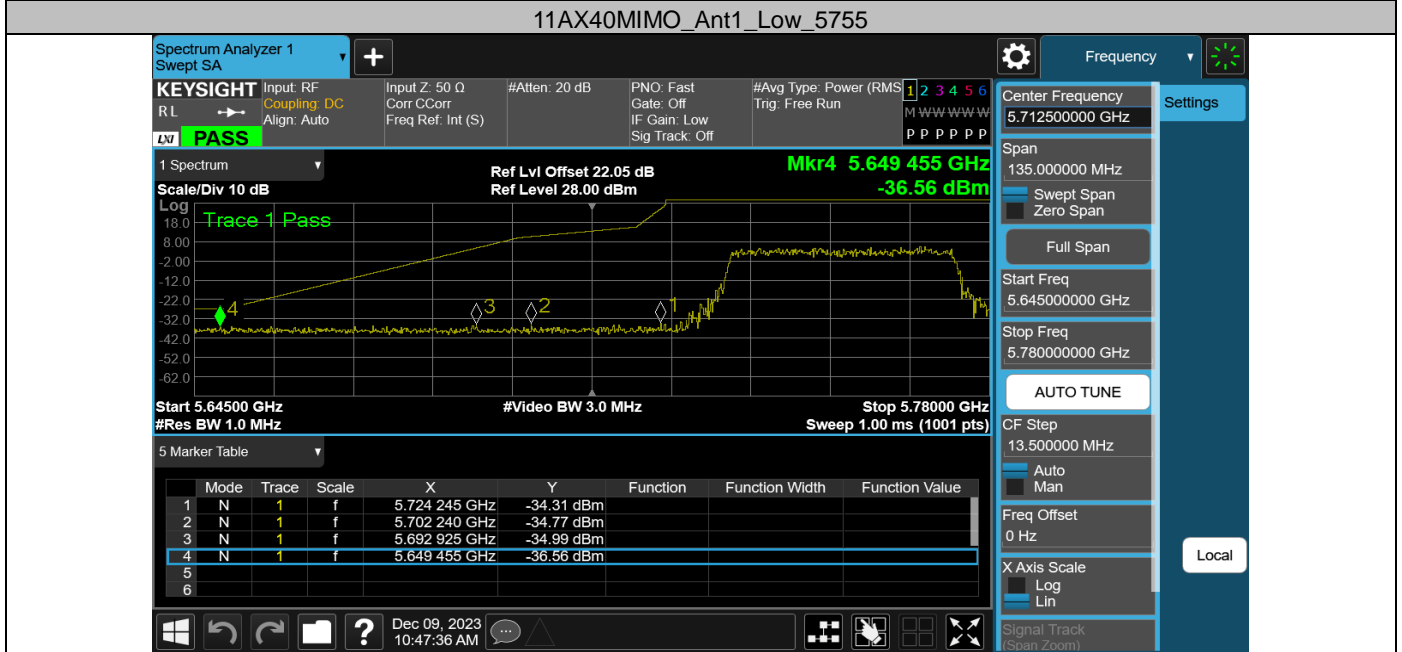 11AX40MIMO_Ant1_Low_5755
Spectrum Analyzer 1
Swept SA
+
Frequency
KEYSIGHT
RL
LXI PASS
Input: RF
Coupling: DC
Align: Auto
Input Z: 50 Ω
Corr CCorr
Freq Ref: Int (S)
#Atten: 20 dB
PNO: Fast
Gate: Off
IF Gain: Low
Sig Track: Off
#Avg Type: Power (RMS
Trig: Free Run
1 2 3 4 5 6
M W W W W W
P P P P P P
1 Spectrum
Scale/Div 10 dB
Ref Lvl Offset 22.05 dB
Ref Level 28.00 dBm
Mkr4 5.649 455 GHz
-36.56 dBm
Log
Trace 1 Pass
18.0
8.00
-2.00
-12.0
-22.0
-32.0
-42.0
-52.0
-62.0
4
3
2
1
Start 5.64500 GHz
#Video BW 3.0 MHz
Stop 5.78000 GHz
#Res BW 1.0 MHz
Sweep 1.00 ms (1001 pts)
5 Marker Table
Mode Trace Scale X Y Function Function Width Function Value
1 N 1 f 5.724 245 GHz -34.31 dBm
2 N 1 f 5.702 240 GHz -34.77 dBm
3 N 1 f 5.692 925 GHz -34.99 dBm
4 N 1 f 5.649 455 GHz -36.56 dBm
5
6
?
Dec 09, 2023
10:47:36 AM
Center Frequency
5.712500000 GHz
Settings
Span
135.000000 MHz
Swept Span
Zero Span
Full Span
Start Freq
5.645000000 GHz
Stop Freq
5.780000000 GHz
AUTO TUNE
CF Step
13.500000 MHz
Auto
Man
Freq Offset
0 Hz
X Axis Scale
Log
Lin
Local
Signal Track
(Span Zoom)